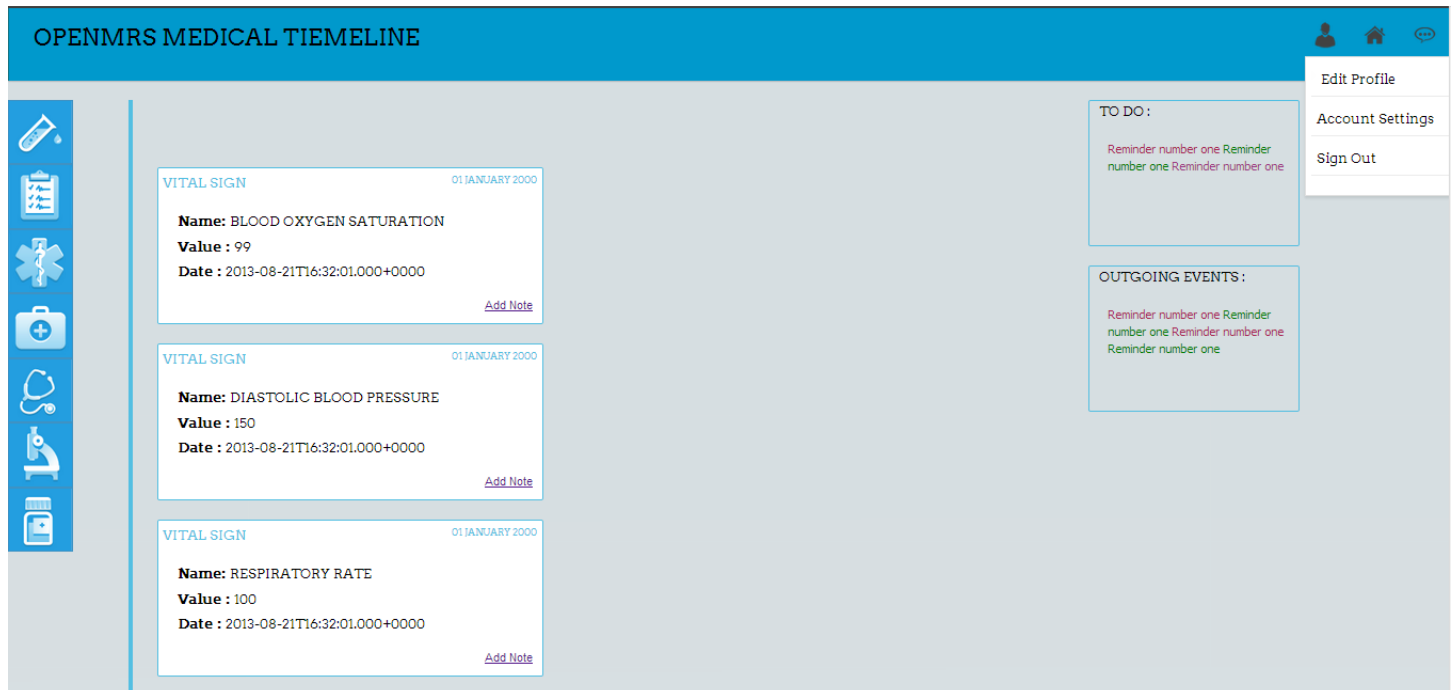 OPENMRS MEDICAL TIEMELINE
Edit Profile
Account Settings
Sign Out
VITAL SIGN 01 JANUARY 2000
Name: BLOOD OXYGEN SATURATION
Value : 99
Date : 2013-08-21T16:32:01.000+0000
Add Note
VITAL SIGN 01 JANUARY 2000
Name: DIASTOLIC BLOOD PRESSURE
Value : 150
Date : 2013-08-21T16:32:01.000+0000
Add Note
VITAL SIGN 01 JANUARY 2000
Name: RESPIRATORY RATE
Value : 100
Date : 2013-08-21T16:32:01.000+0000
Add Note
TO DO :
Reminder number one Reminder
number one Reminder number one
OUTGOING EVENTS :
Reminder number one Reminder
number one Reminder number one
Reminder number one